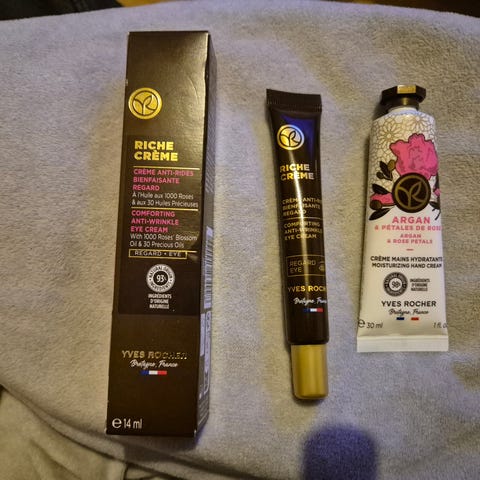 RICHE
CRÈME
CRÈME ANTI-RIDES
BIENFAISANTE
REGARD
À l'Huile aux 1000 Roses
& aux 30 Huiles Précieuses
COMFORTING
ANTI-WRINKLE
EYE CREAM
With 1000 Roses' Blossom
Oil & 30 Precious Oils
REGARD • EYE
93%
INGRÉDIENTS
D'ORIGINE
NATURELLE
YVES ROCHER
Bretagne, France
℮14 ml
RICHE
CRÈME
CRÈME ANTI-RI
BIENFAISANTE
REGARD
COMFORTING
ANTI-WRINKLE
EYE CREAM
REGARD
EYE
YVES ROCHER
Bretagne, France
ARGAN
& PÉTALES DE ROSE
ARGAN
& ROSE PETALS
CRÈME MAINS HYDRATANTE
MOISTURIZING HAND CREAM
98%
INGRÉDIENTS
D'ORIGINE
NATURELLE
YVES ROCHER
Bretagne, France
℮30 ml
1 fl.